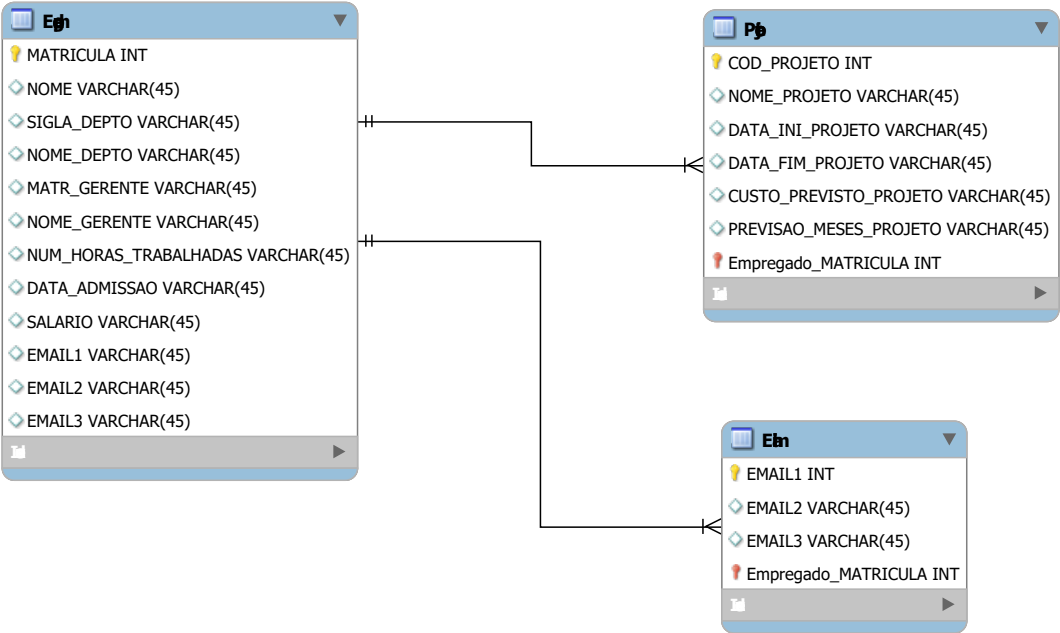 MATRICULA INT
NOME VARCHAR(45)
SIGLA_DEPTO VARCHAR(45)
NOME_DEPTO VARCHAR(45)
MATR_GERENTE VARCHAR(45)
NOME_GERENTE VARCHAR(45)
NUM_HORAS_TRABALHADAS VARCHAR(45)
DATA_ADMISSAO VARCHAR(45)
SALARIO VARCHAR(45)
EMAIL1 VARCHAR(45)
EMAIL2 VARCHAR(45)
EMAIL3 VARCHAR(45)
COD_PROJETO INT
NOME_PROJETO VARCHAR(45)
DATA_INI_PROJETO VARCHAR(45)
DATA_FIM_PROJETO VARCHAR(45)
CUSTO_PREVISTO_PROJETO VARCHAR(45)
PREVISAO_MESES_PROJETO VARCHAR(45)
Empregado_MATRICULA INT
EMAIL1 INT
EMAIL2 VARCHAR(45)
EMAIL3 VARCHAR(45)
Empregado_MATRICULA INT